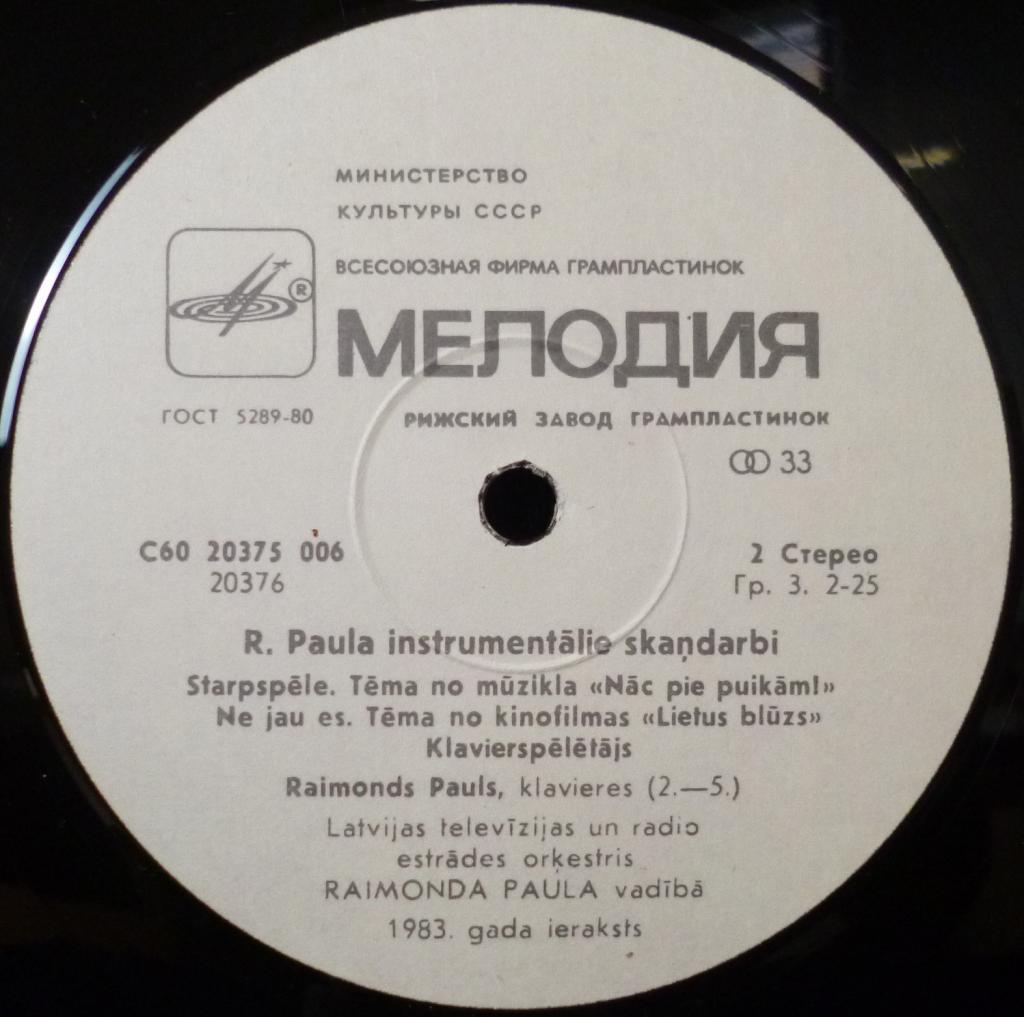 МИНИСТЕРСТВО
КУЛЬТУРЫ СССР
ВСЕСОЮЗНАЯ ФИРМА ГРАМПЛАСТИНОК
®
МЕЛОДИЯ
ГОСТ 5289-80
РИЖСКИЙ ЗАВОД ГРАМПЛАСТИНОК
33
С60 20375 006
20376
2 Стерео
Гр. 3. 2-25
R. Paula instrumentālie skaņdarbi
Starpspēle. Tēma no mūzikla «Nāc pie puikām!»
Ne jau es. Tēma no kinofilmas «Lietus blūzs»
Klavierspēlētājs
Raimonds Pauls, klavieres (2.—5.)
Latvijas televīzijas un radio
estrādes orķestris
RAIMONDA PAULA vadībā
1983. gada ieraksts